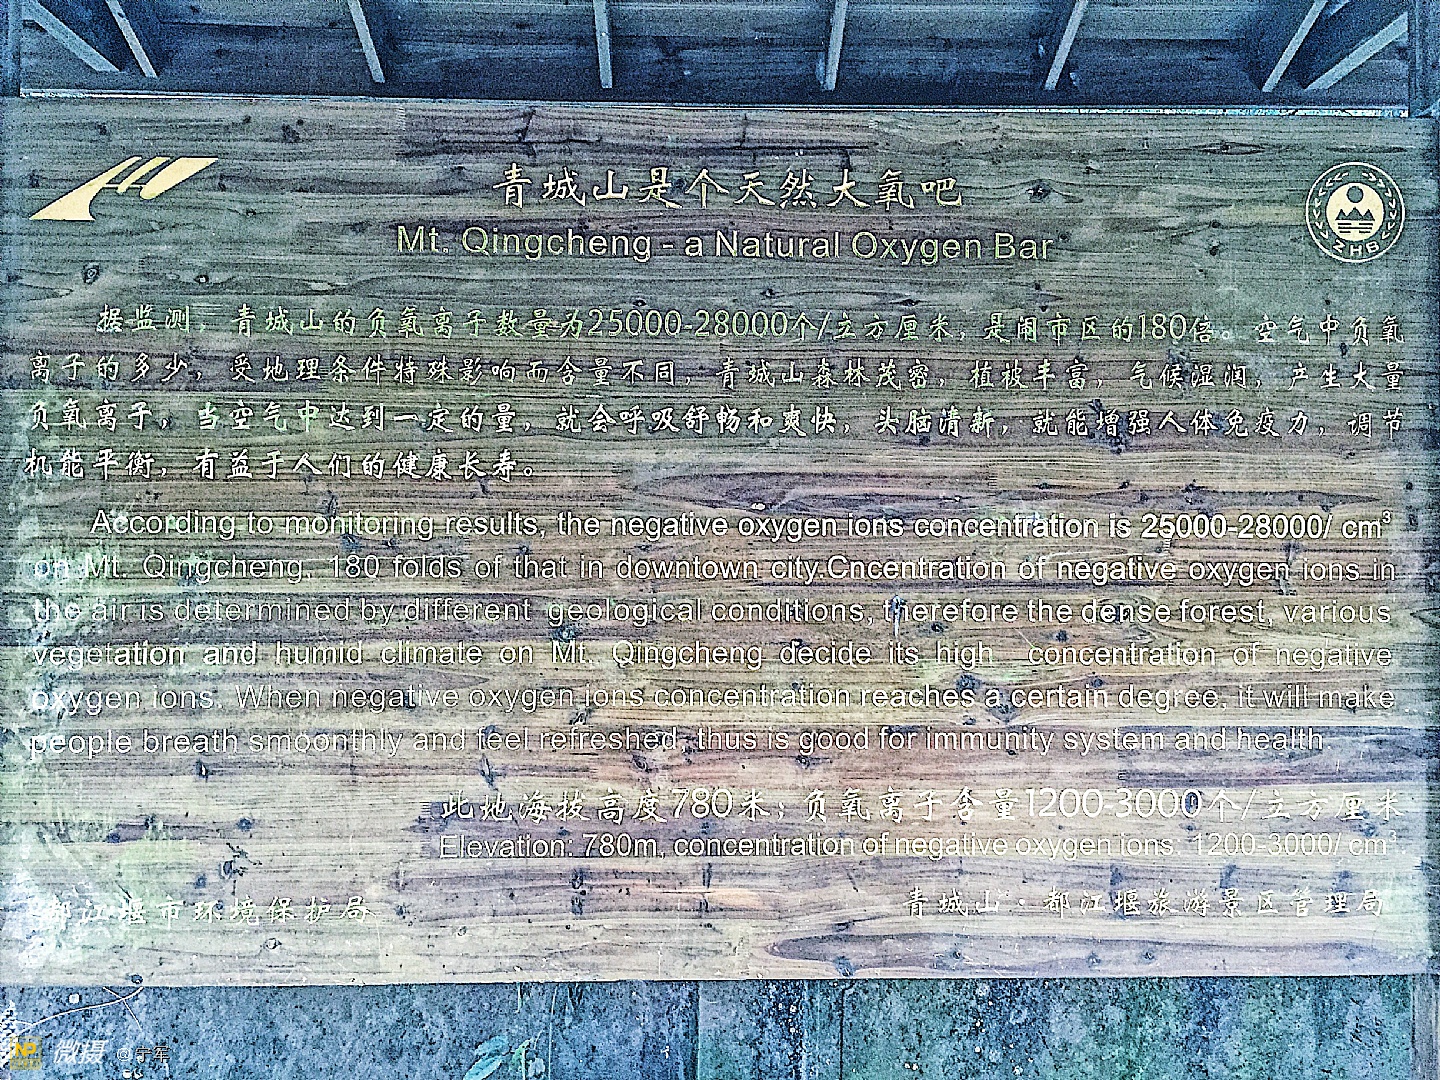 青城山是个天然大氧吧
Mt. Qingcheng - a Natural Oxygen Bar
ZHB
据监测，青城山的负氧离子数量为25000-28000个/立方厘米，是闹市区的180倍。空气中负氧
离子的多少，受地理条件特殊影响而含量不同，青城山森林茂密，植被丰富，气候湿润，产生大量
负氧离子，当空气中达到一定的量，就会呼吸舒畅和爽快，头脑清新，就能增强人体免疫力，调节
机能平衡，有益于人们的健康长寿。
According to monitoring results, the negative oxygen ions concentration is 25000-28000/ cm³
on Mt. Qingcheng, 180 folds of that in downtown city.Cncentration of negative oxygen ions in
the air is determined by different geological conditions, therefore the dense forest, various
vegetation and humid climate on Mt. Qingcheng decide its high concentration of negative
oxygen ions. When negative oxygen ions concentration reaches a certain degree, it will make
people breath smoonthly and feel refreshed, thus is good for immunity system and health.
此地海拔高度780米；负氧离子含量1200-3000个/立方厘米
Elevation: 780m, concentration of negative oxygen ions: 1200-3000/ cm³.
都江堰市环境保护局
青城山·都江堰旅游景区管理局
NP 微摄 @宁军